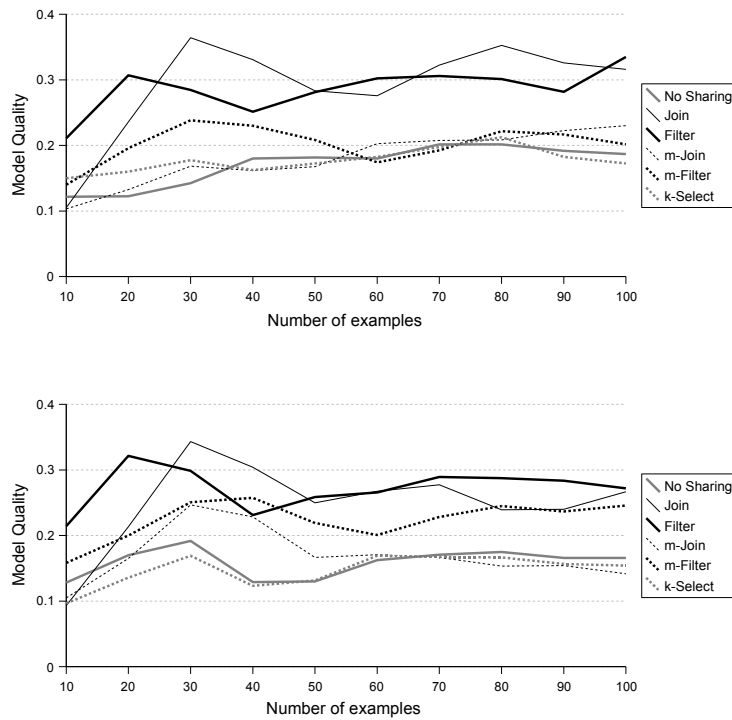 0.4
0.3
0.2
0.1
0
Model Quality
10 20 30 40 50 60 70 80 90 100
Number of examples
No Sharing
Join
Filter
m-Join
m-Filter
k-Select
0.4
0.3
0.2
0.1
0
Model Quality
10 20 30 40 50 60 70 80 90 100
Number of examples
No Sharing
Join
Filter
m-Join
m-Filter
k-Select